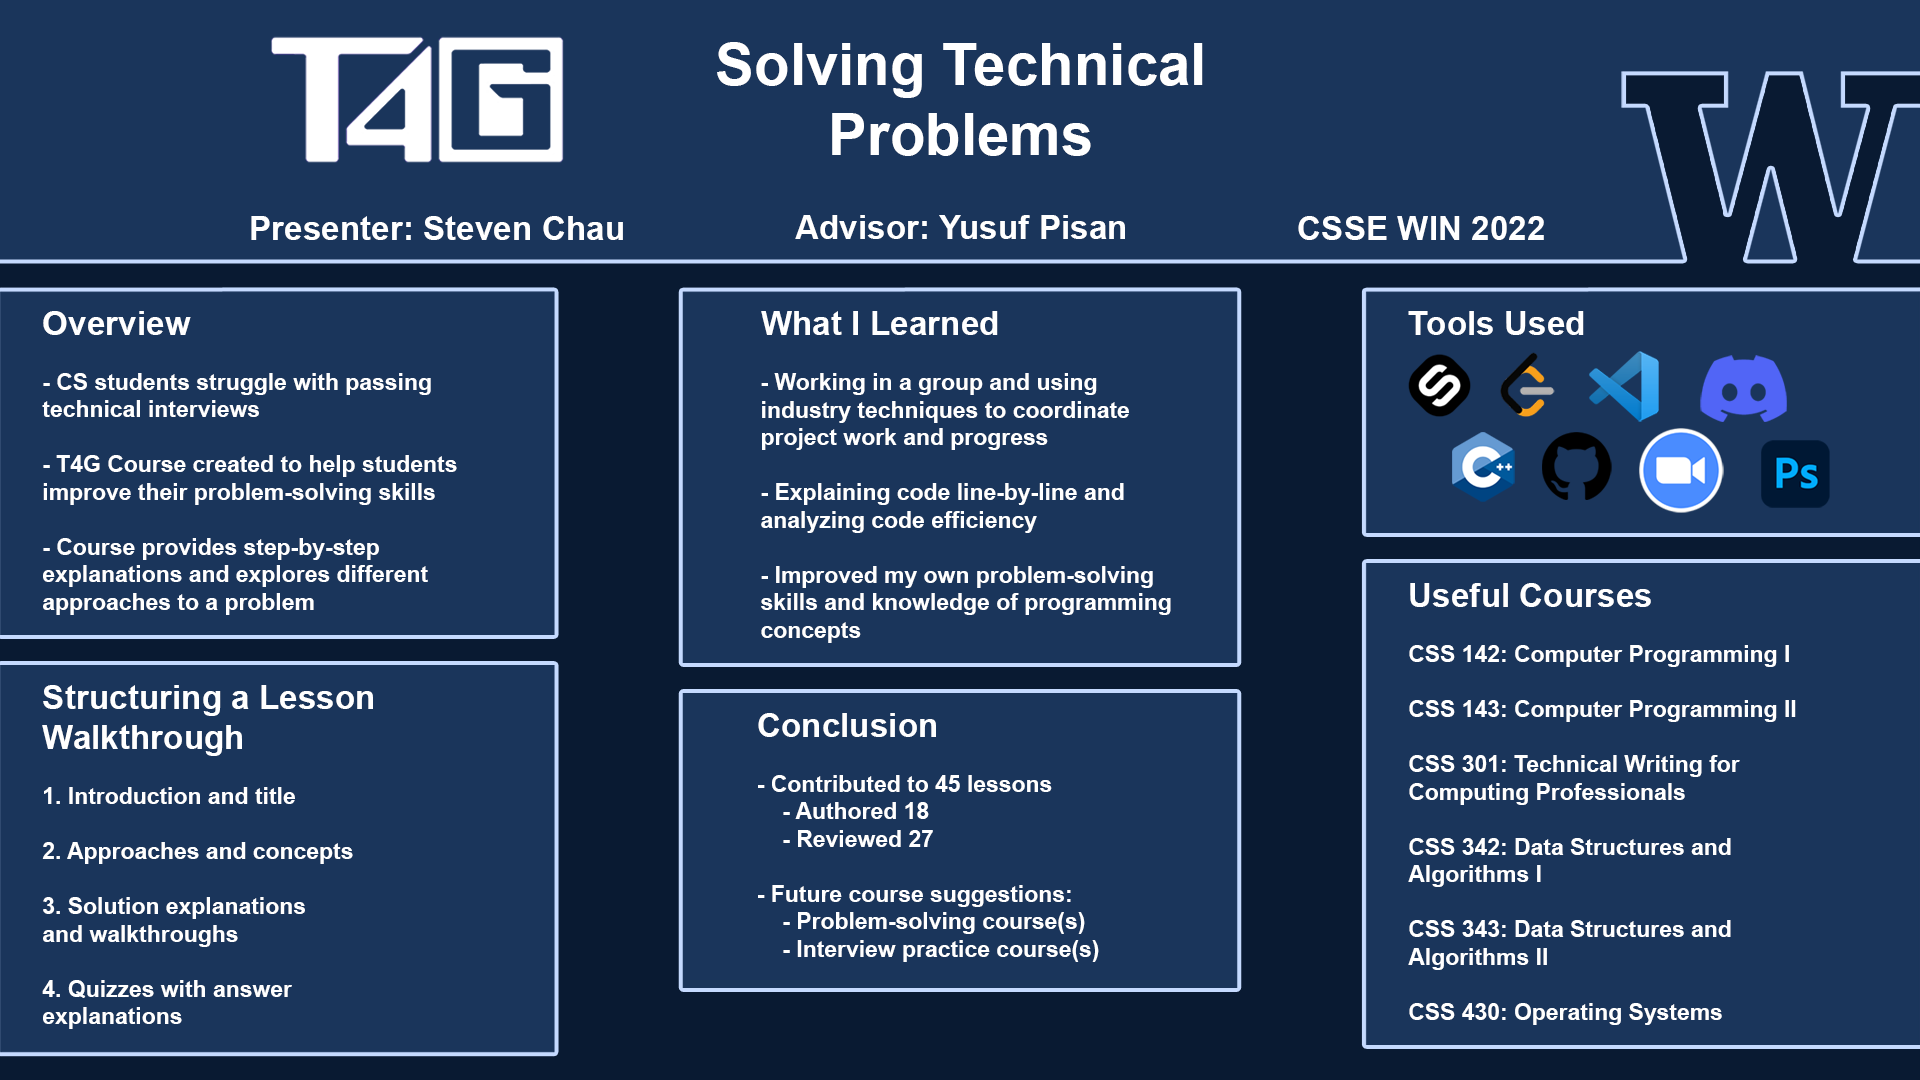 T4G
Solving Technical
Problems
W
Presenter: Steven Chau
Advisor: Yusuf Pisan
CSSE WIN 2022
Overview
- CS students struggle with passing
technical interviews
- T4G Course created to help students
improve their problem-solving skills
- Course provides step-by-step
explanations and explores different
approaches to a problem
Structuring a Lesson
Walkthrough
1. Introduction and title
2. Approaches and concepts
3. Solution explanations
and walkthroughs
4. Quizzes with answer
explanations
What I Learned
- Working in a group and using
industry techniques to coordinate
project work and progress
- Explaining code line-by-line and
analyzing code efficiency
- Improved my own problem-solving
skills and knowledge of programming
concepts
Conclusion
- Contributed to 45 lessons
- Authored 18
- Reviewed 27
- Future course suggestions:
- Problem-solving course(s)
- Interview practice course(s)
Tools Used
C++
Ps
Useful Courses
CSS 142: Computer Programming I
CSS 143: Computer Programming II
CSS 301: Technical Writing for
Computing Professionals
CSS 342: Data Structures and
Algorithms I
CSS 343: Data Structures and
Algorithms II
CSS 430: Operating Systems